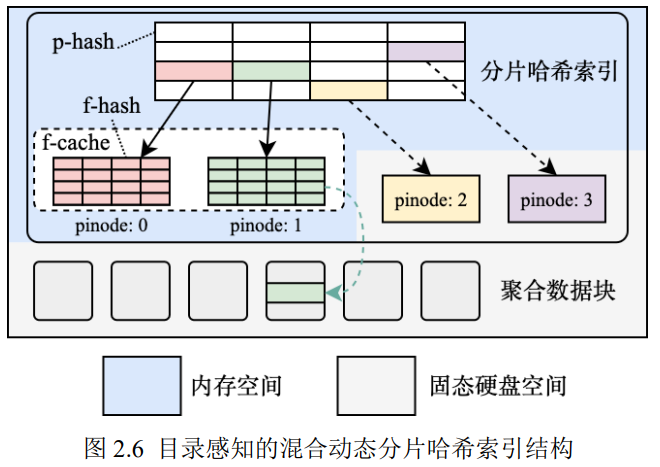 p-hash
分片哈希索引
f-hash
f-cache
pinode: 0
pinode: 1
pinode: 2
pinode: 3
聚合数据块
内存空间
固态硬盘空间
图 2.6 目录感知的混合动态分片哈希索引结构